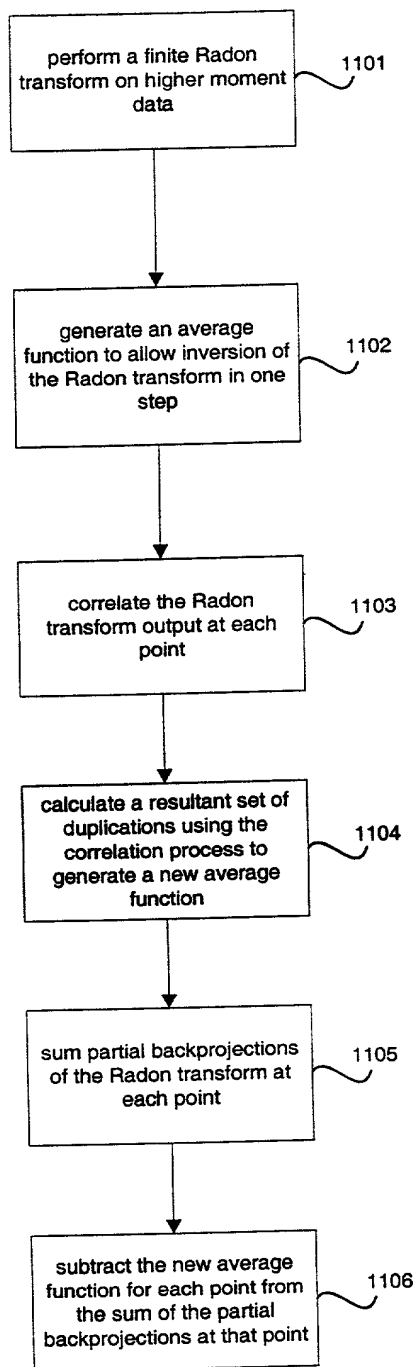 perform a finite Radon
transform on higher moment
data
1101
generate an average
function to allow inversion of
the Radon transform in one
step
1102
correlate the Radon
transform output at each
point
1103
calculate a resultant set of
duplications using the
correlation process to
generate a new average
function
1104
sum partial backprojections
of the Radon transform at
each point
1105
subtract the new average
function for each point from
the sum of the partial
backprojections at that point
1106